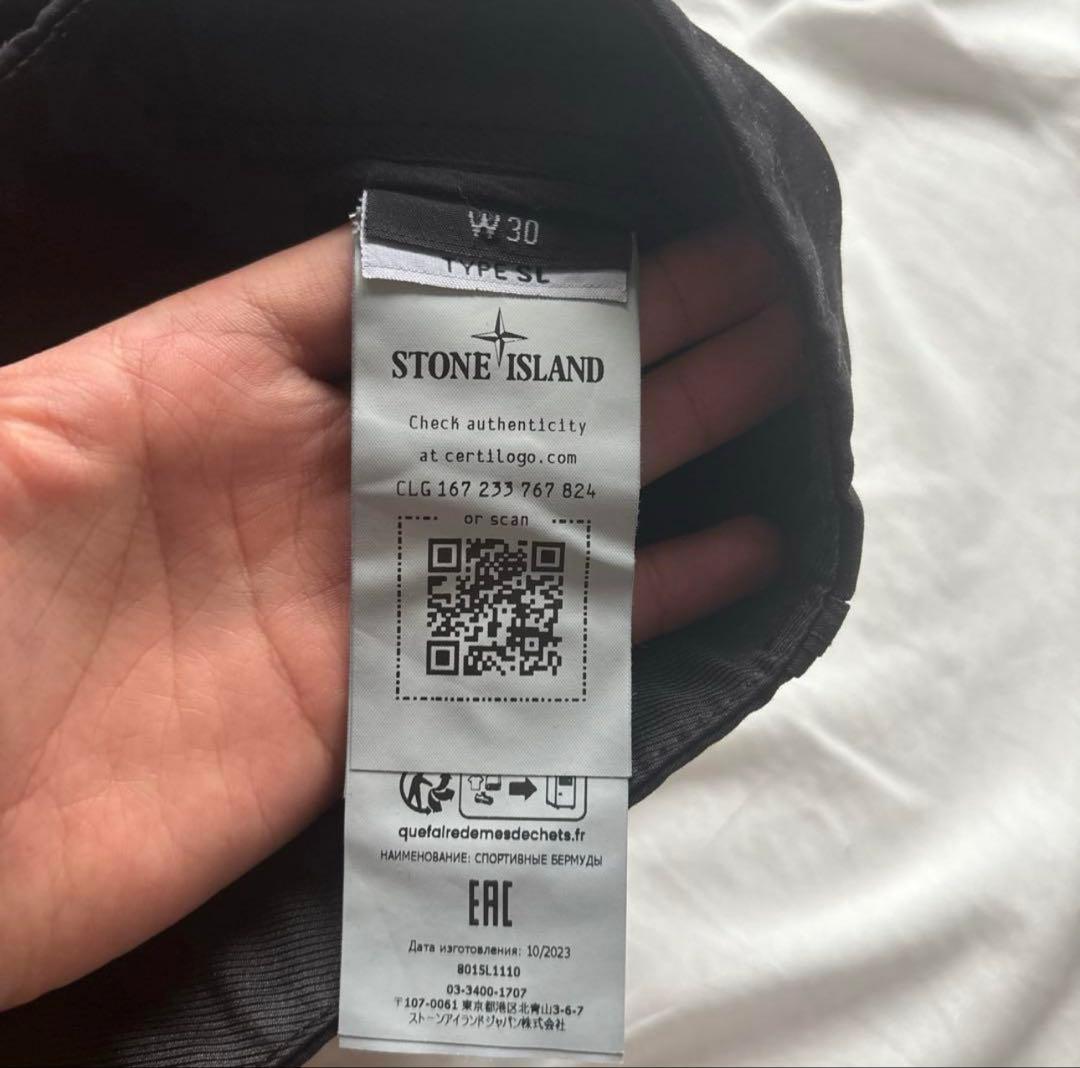 W 30
TYPE SL
STONE ISLAND
Check authenticity
at certilogo.com
CLG 167 233 767 824
or scan
quefairedemesdechets.fr
НАИМЕНОВАНИЕ: СПОРТИВНЫЕ БЕРМУДЫ
EAC
Дата изготовления: 10/2023
8015L1110
03-3400-1707
〒107-0061 東京都港区北青山3-6-7
ストーンアイランドジャパン株式会社